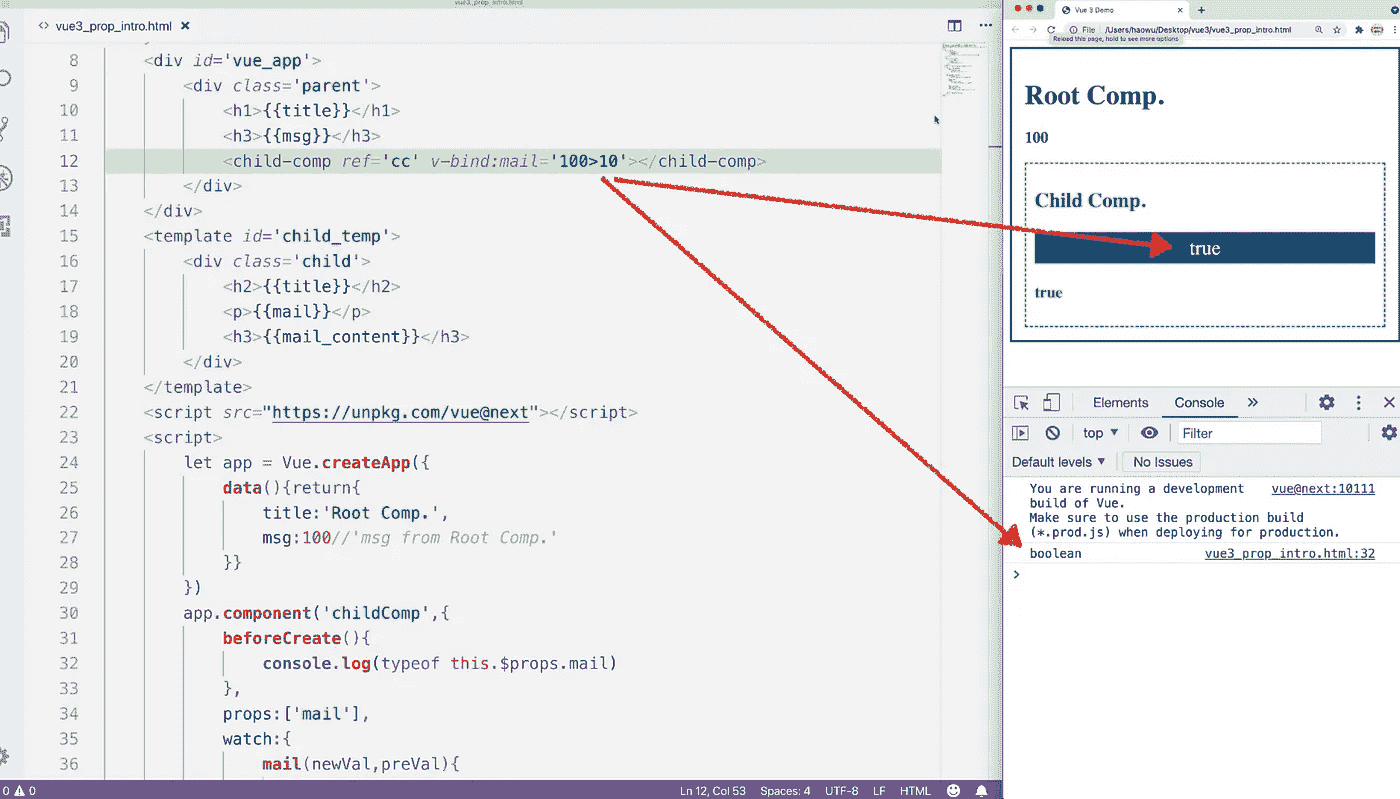 vue3_prop_intro.html
<> vue3_prop_intro.html ×
8 <div id='vue_app'>
9 <div class='parent'>
10 <h1>{{title}}</h1>
11 <h3>{{msg}}</h3>
12 <child-comp ref='cc' v-bind:mail='100>10'></child-comp>
13 </div>
14 </div>
15 <template id='child_temp'>
16 <div class='child'>
17 <h2>{{title}}</h2>
18 <p>{{mail}}</p>
19 <h3>{{mail_content}}</h3>
20 </div>
21 </template>
22 <script src="https://unpkg.com/vue@next"></script>
23 <script>
24 let app = Vue.createApp({
25 data(){return{
26 title:'Root Comp.',
27 msg:100//'msg from Root Comp.'
28 }}
29 })
30 app.component('childComp',{
31 beforeCreate(){
32 console.log(typeof this.$props.mail)
33 },
34 props:['mail'],
35 watch:{
36 mail(newVal,preVal){
0 0
Ln 12, Col 53 Spaces: 4 UTF-8 LF HTML
Vue 3 Demo × +
File /Users/haowu/Desktop/vue3/vue3_prop_intro.html
Reload this page, hold to see more options
Root Comp.
100
Child Comp.
true
true
Elements Console »
top Filter
Default levels No Issues
You are running a development vue@next:10111
build of Vue.
Make sure to use the production build
(*.prod.js) when deploying for production.
boolean vue3_prop_intro.html:32
>